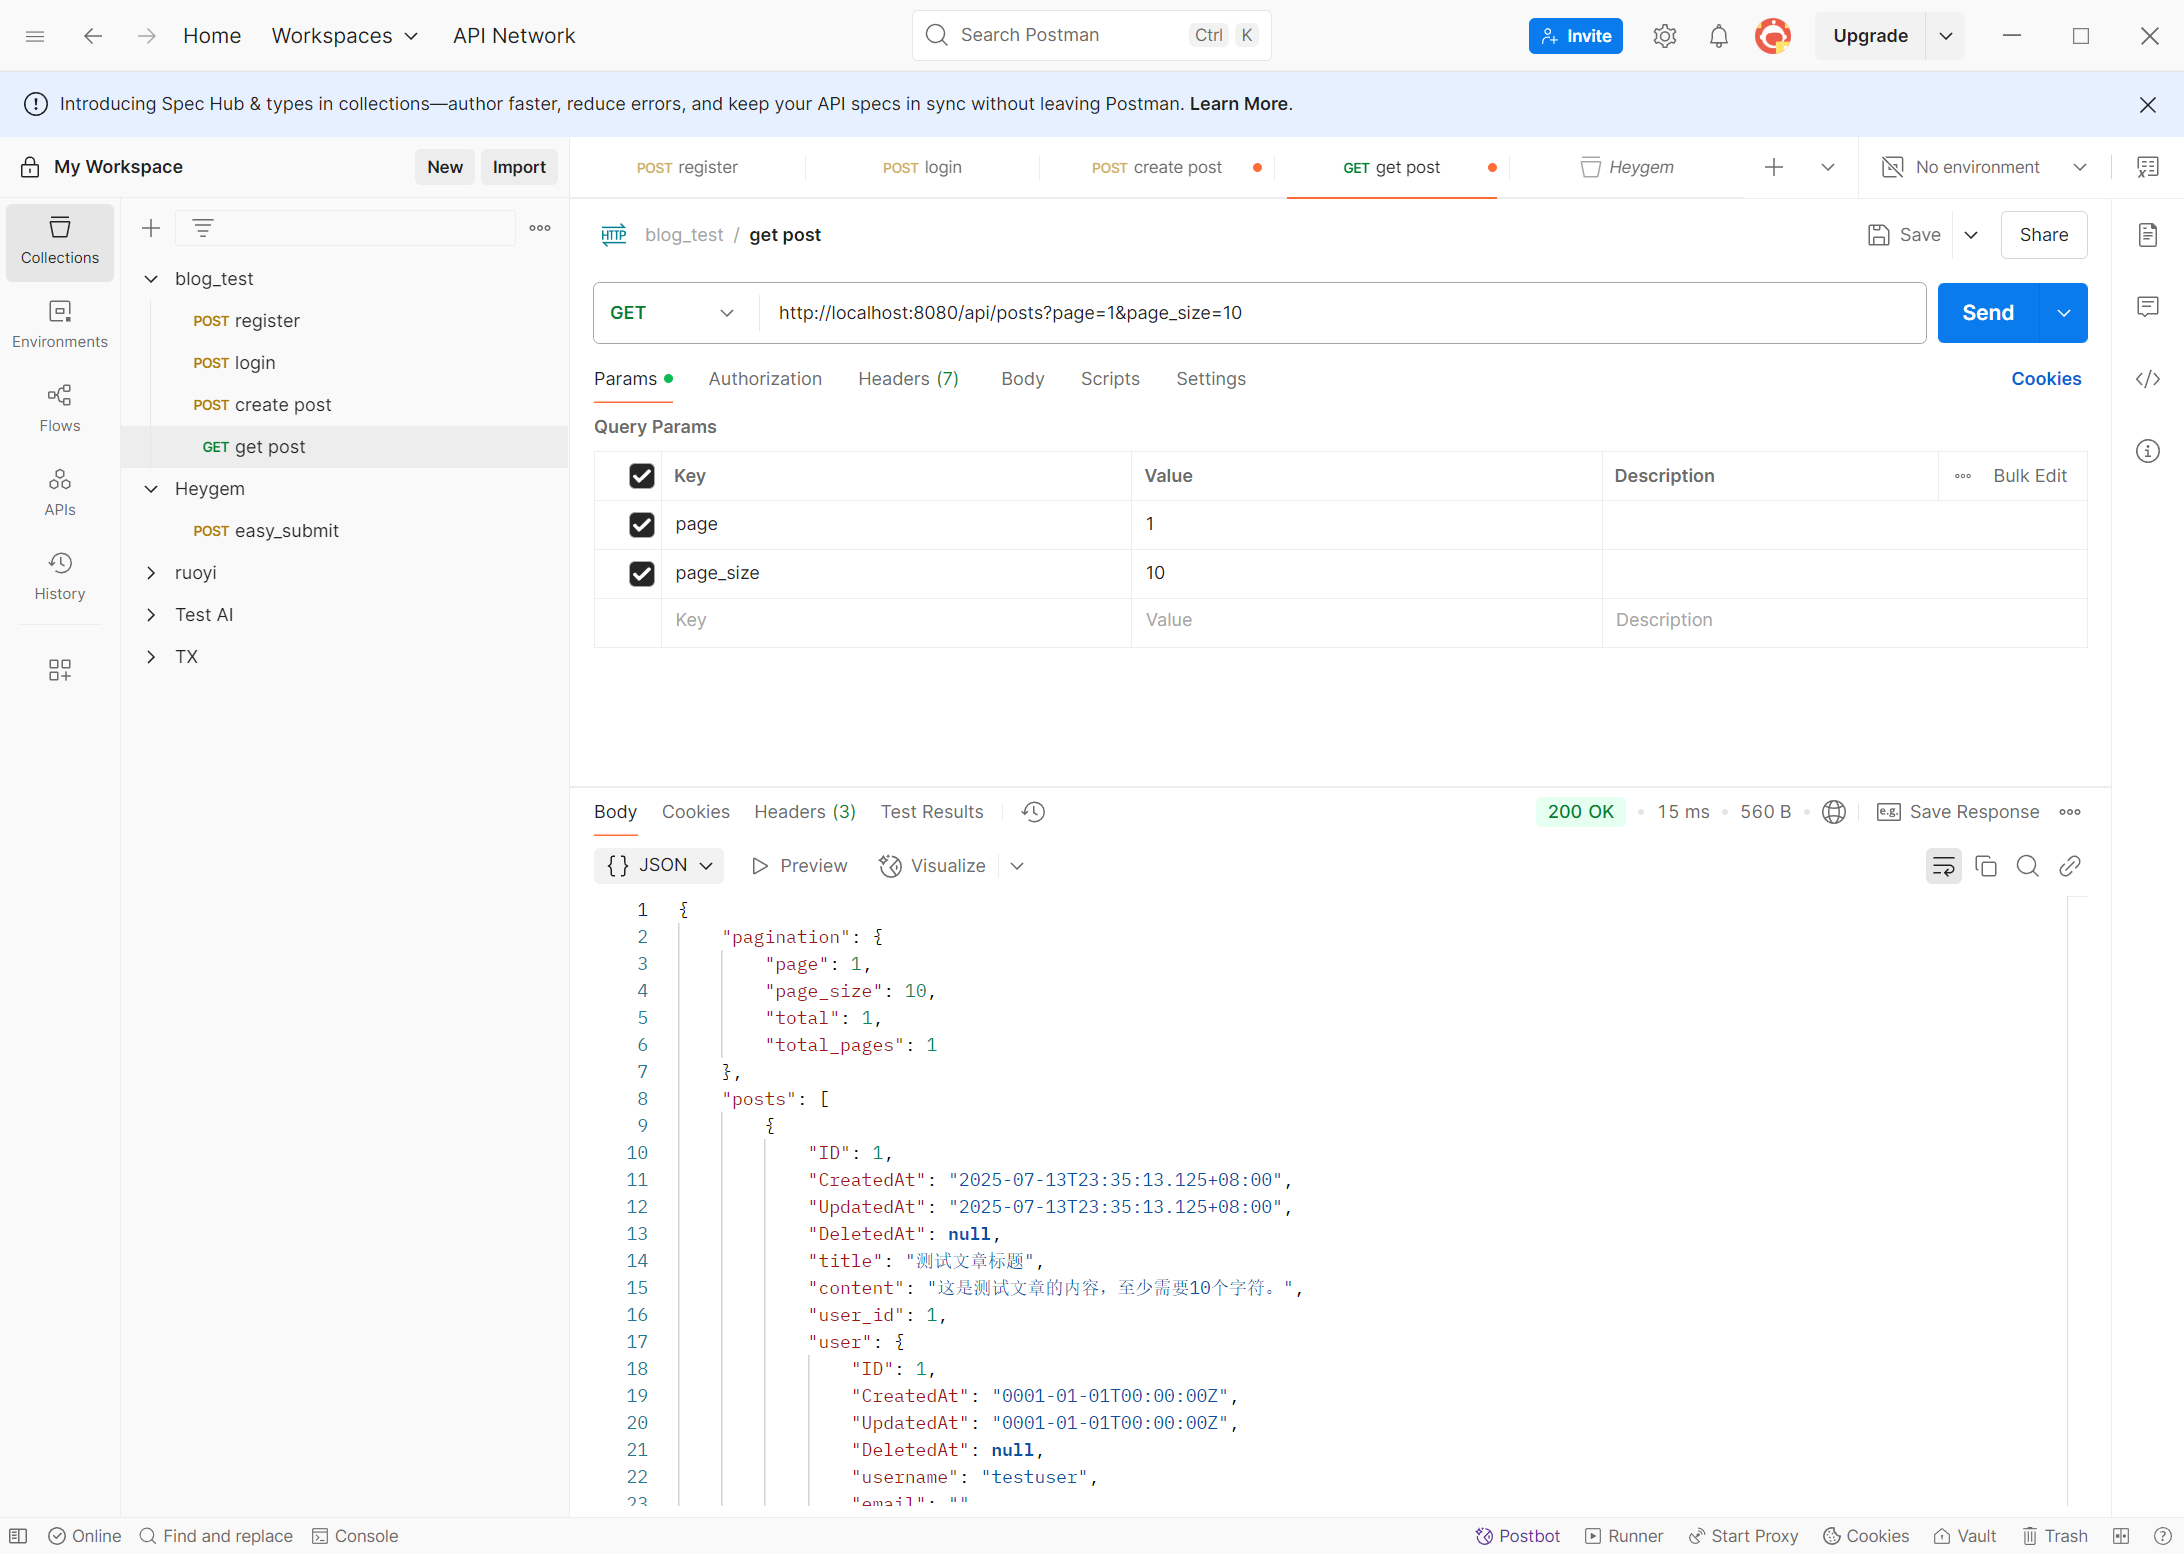 Home Workspaces API Network Search Postman Ctrl K Invite Upgrade
Introducing Spec Hub & types in collections—author faster, reduce errors, and keep your API specs in sync without leaving Postman. Learn More.
My Workspace New Import
POST register POST login POST create post GET get post Heygem No environment
Collections
Environments
Flows
APIs
History
blog_test
POST register
POST login
POST create post
GET get post
Heygem
POST easy_submit
ruoyi
Test AI
TX
HTTP blog_test / get post Save Share
GET http://localhost:8080/api/posts?page=1&page_size=10 Send
Params Authorization Headers (7) Body Scripts Settings Cookies
Query Params
Key Value Description Bulk Edit
page 1
page_size 10
Key Value Description
Body Cookies Headers (3) Test Results 200 OK 15 ms 560 B e.g. Save Response
{} JSON Preview Visualize
1 {
2 "pagination": {
3 "page": 1,
4 "page_size": 10,
5 "total": 1,
6 "total_pages": 1
7 },
8 "posts": [
9 {
10 "ID": 1,
11 "CreatedAt": "2025-07-13T23:35:13.125+08:00",
12 "UpdatedAt": "2025-07-13T23:35:13.125+08:00",
13 "DeletedAt": null,
14 "title": "测试文章标题",
15 "content": "这是测试文章的内容，至少需要10个字符。",
16 "user_id": 1,
17 "user": {
18 "ID": 1,
19 "CreatedAt": "0001-01-01T00:00:00Z",
20 "UpdatedAt": "0001-01-01T00:00:00Z",
21 "DeletedAt": null,
22 "username": "testuser",
23 "email": ""
Online Find and replace Console Postbot Runner Start Proxy Cookies Vault Trash